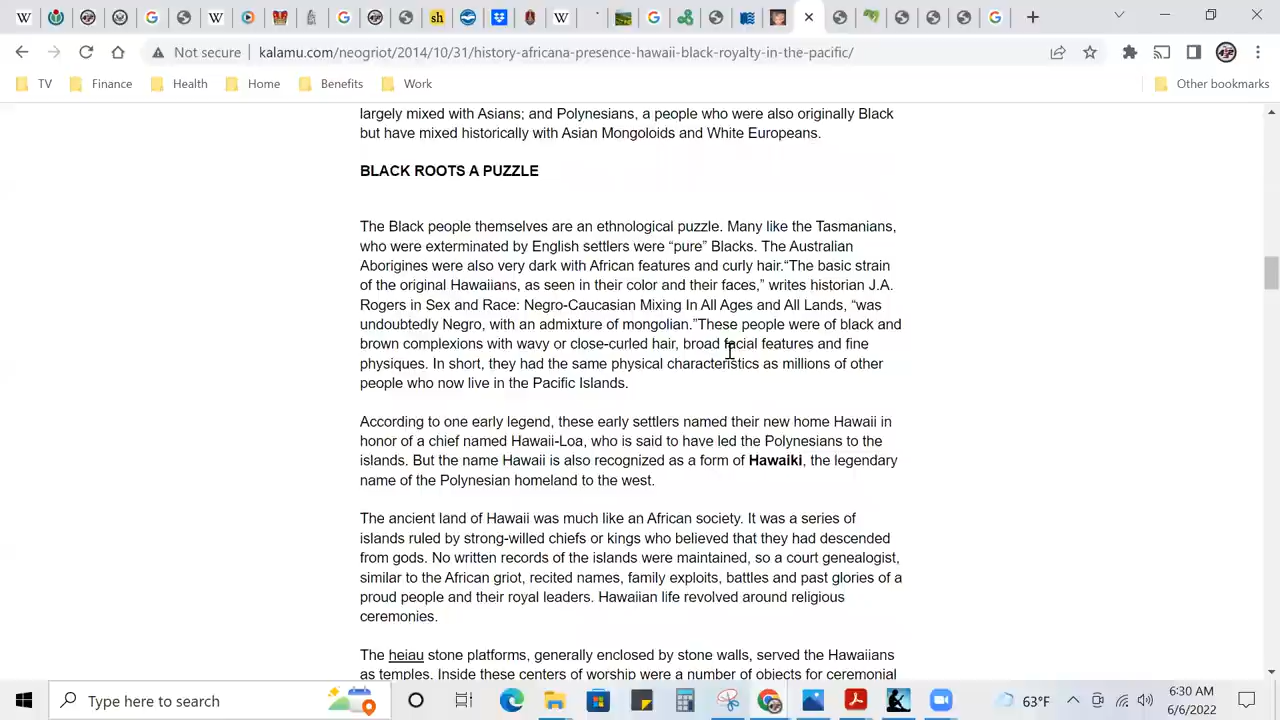 Not secure
kalamu.com/neogriot/2014/10/31/history-africana-presence-hawaii-black-royalty-in-the-pacific/
TV
Finance
Health
Home
Benefits
Work
Other bookmarks
largely mixed with Asians; and Polynesians, a people who were also originally Black
but have mixed historically with Asian Mongoloids and White Europeans.
BLACK ROOTS A PUZZLE
The Black people themselves are an ethnological puzzle. Many like the Tasmanians,
who were exterminated by English settlers were “pure” Blacks. The Australian
Aborigines were also very dark with African features and curly hair.“The basic strain
of the original Hawaiians, as seen in their color and their faces,” writes historian J.A.
Rogers in Sex and Race: Negro-Caucasian Mixing In All Ages and All Lands, “was
undoubtedly Negro, with an admixture of mongolian.”These people were of black and
brown complexions with wavy or close-curled hair, broad facial features and fine
physiques. In short, they had the same physical characteristics as millions of other
people who now live in the Pacific Islands.
According to one early legend, these early settlers named their new home Hawaii in
honor of a chief named Hawaii-Loa, who is said to have led the Polynesians to the
islands. But the name Hawaii is also recognized as a form of Hawaiki, the legendary
name of the Polynesian homeland to the west.
The ancient land of Hawaii was much like an African society. It was a series of
islands ruled by strong-willed chiefs or kings who believed that they had descended
from gods. No written records of the islands were maintained, so a court genealogist,
similar to the African griot, recited names, family exploits, battles and past glories of a
proud people and their royal leaders. Hawaiian life revolved around religious
ceremonies.
The heiau stone platforms, generally enclosed by stone walls, served the Hawaiians
as temples. Inside these centers of worship were a number of objects for ceremonial
Type here to search
63°F
6:30 AM
6/6/2022